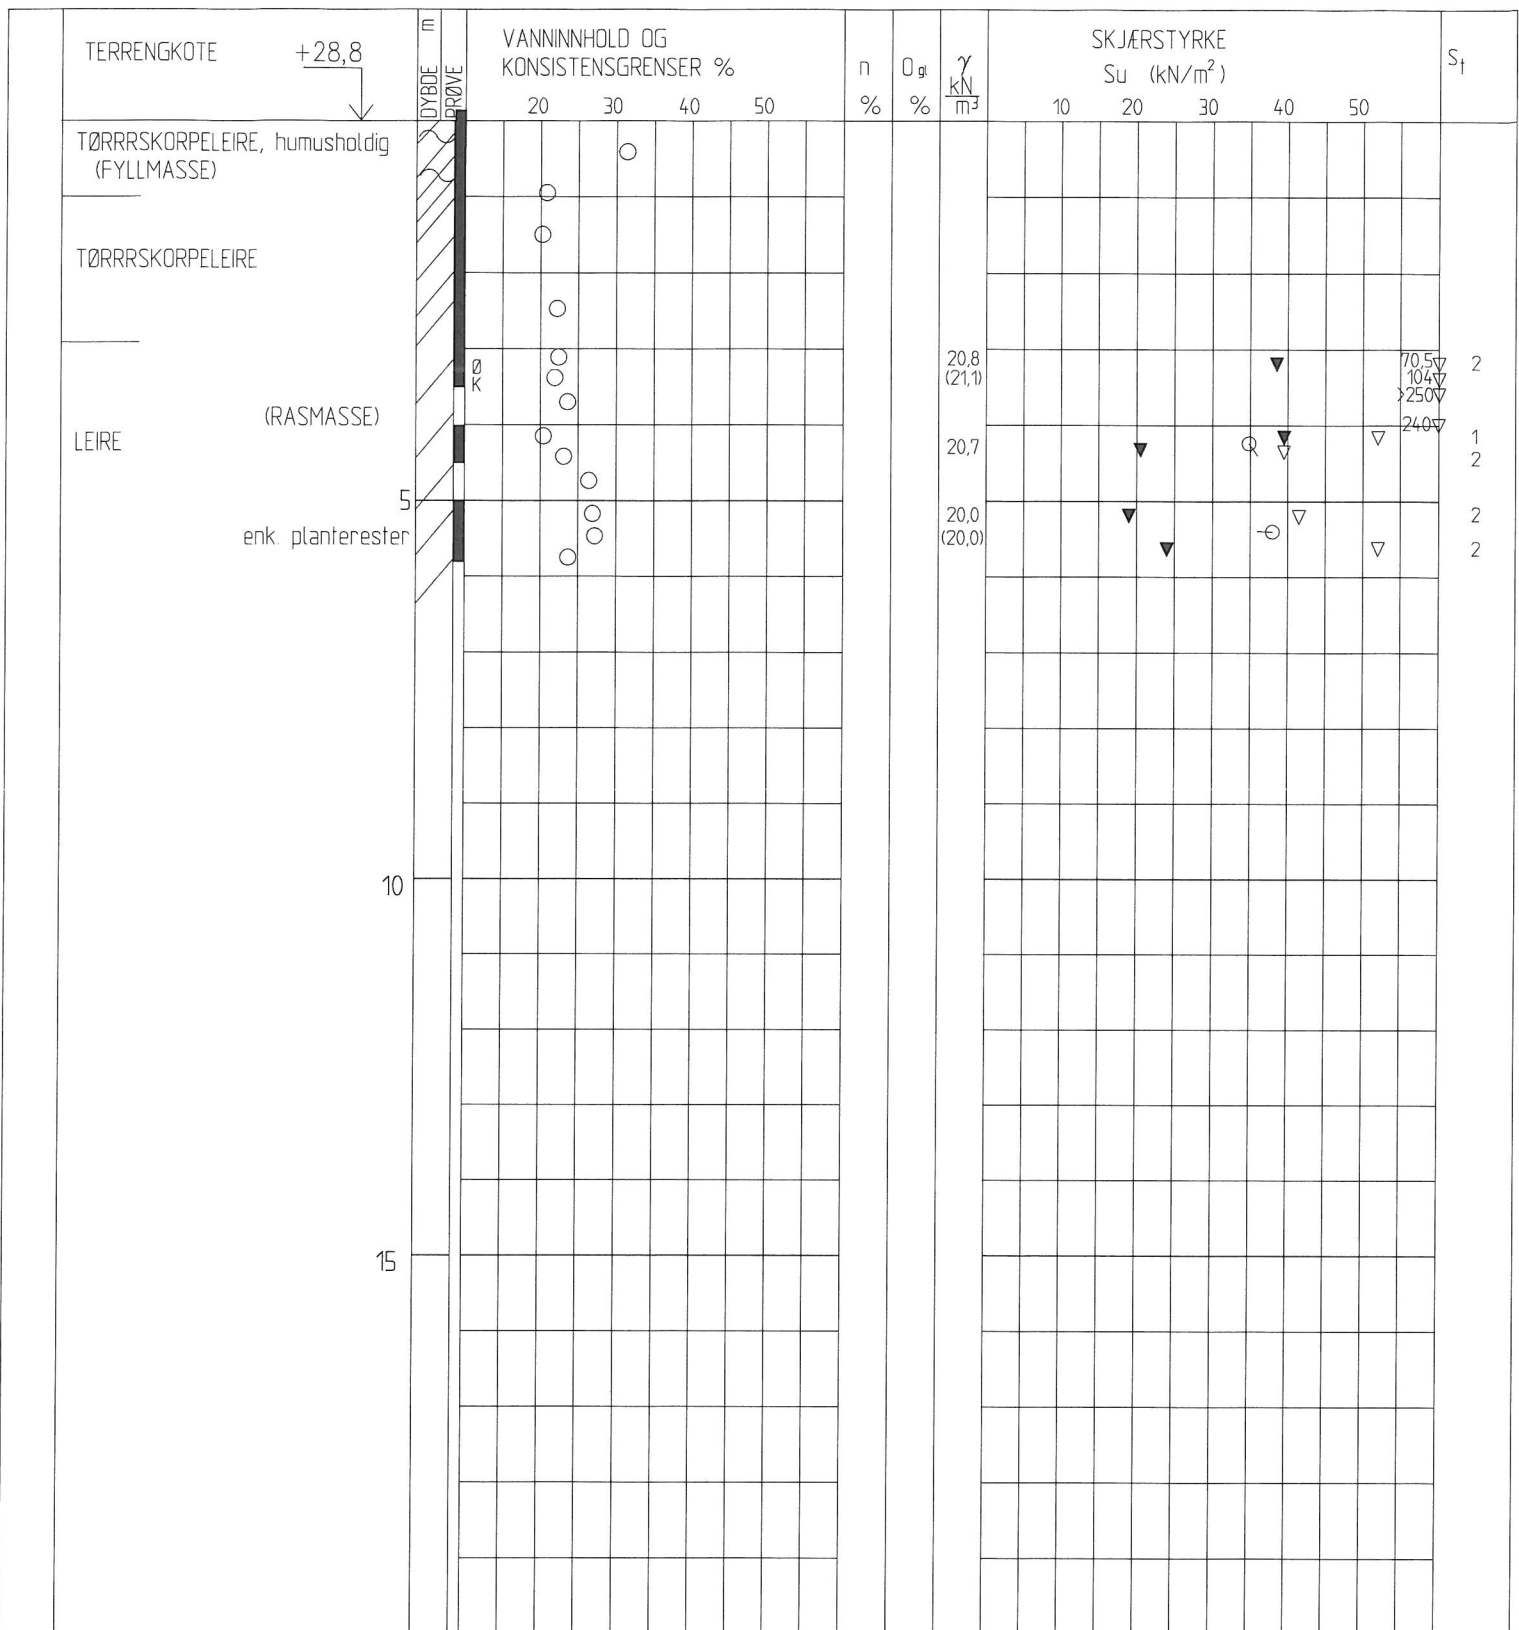 TERRENGKOTE +28,8
m
DYBDE
PRØVE
VANNINNHOLD OG
KONSISTENSGRENSER %
20 30 40 50
n
%
O gl
%
γ
kN
m³
SKJÆRSTYRKE
Su (kN/m²)
10 20 30 40 50
St
TØRRRSKORPELEIRE, humusholdig
(FYLLMASSE)
TØRRRSKORPELEIRE
Ø
K
20,8
(21,1)
70,5
104
>250
240
2
(RASMASSE)
LEIRE
20,7
1
2
5
enk. planterester
20,0
(20,0)
2
2
10
15